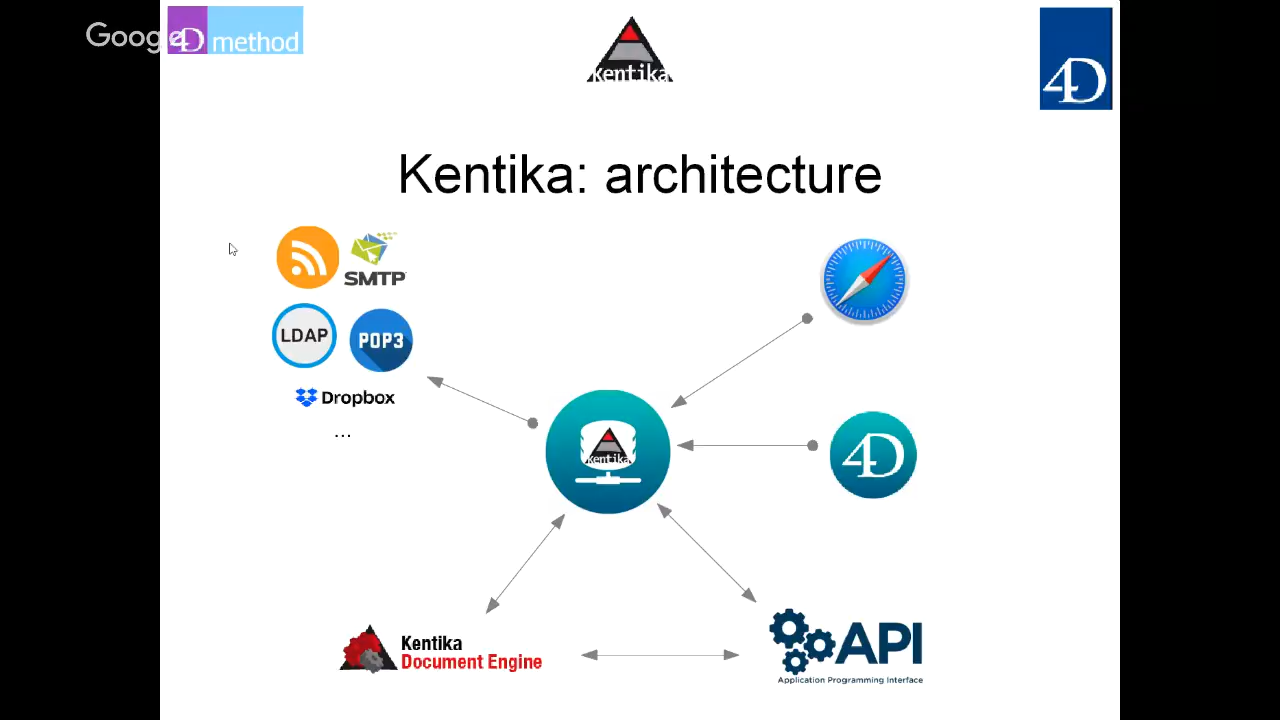 Google
4D method
kentika
4D
Kentika: architecture
SMTP
LDAP
POP3
Dropbox
...
kentika
4D
Kentika
Document Engine
API
Application Programming Interface